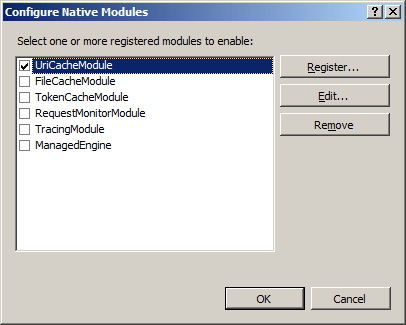 Configure Native Modules
Select one or more registered modules to enable:
UriCacheModule
FileCacheModule
TokenCacheModule
RequestMonitorModule
TracingModule
ManagedEngine
Register...
Edit...
Remove
OK
Cancel